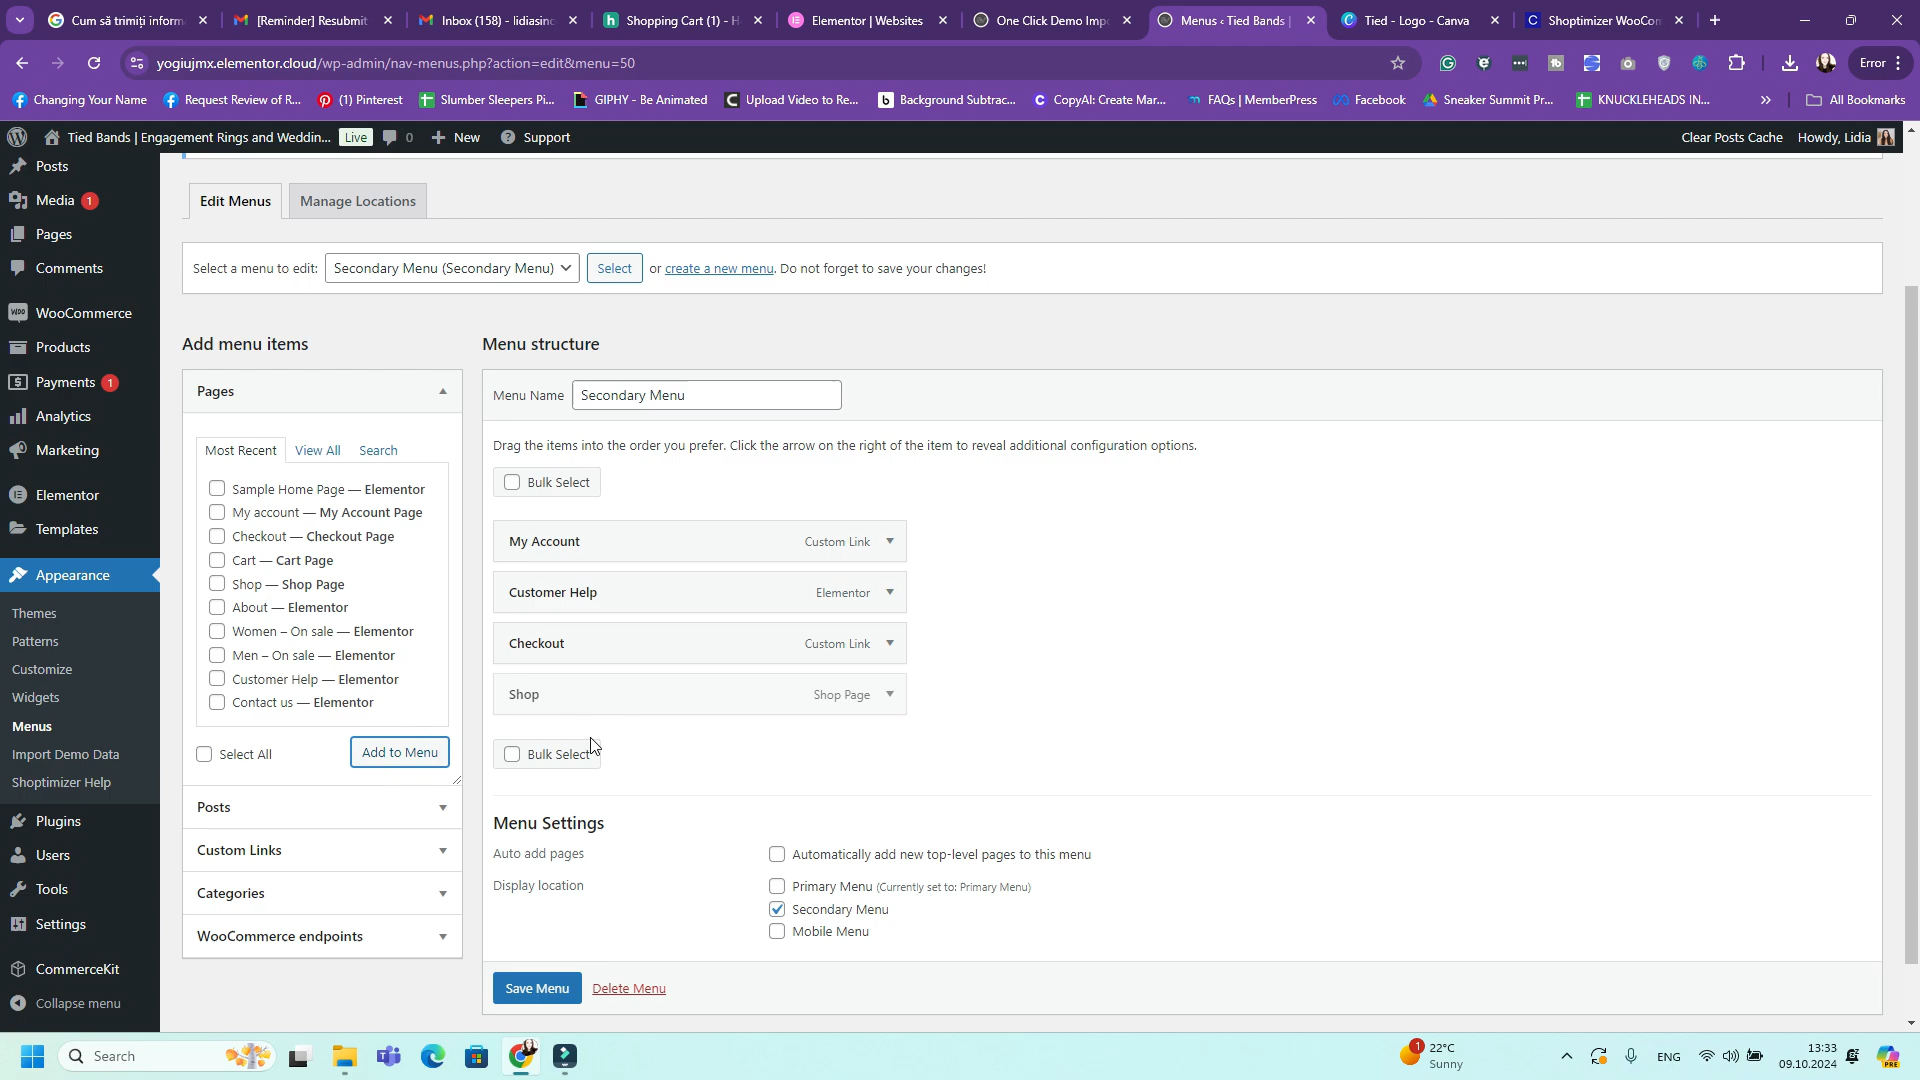 Cum să trimiți inform
[Reminder] Resubmit
Inbox (158) - lidiasinc
Shopping Cart (1) - H
Elementor | Websites
One Click Demo Impo
Menus ‹ Tied Bands |
Tied - Logo - Canva
Shoptimizer WooCom
yogiujmx.elementor.cloud/wp-admin/nav-menus.php?action=edit&menu=50
Error
Changing Your Name
Request Review of R...
(1) Pinterest
Slumber Sleepers Pi...
GIPHY - Be Animated
Upload Video to Re...
Background Subtrac...
CopyAI: Create Mar...
FAQs | MemberPress
Facebook
Sneaker Summit Pr...
KNUCKLEHEADS IN...
All Bookmarks
Tied Bands | Engagement Rings and Weddin...
Live
0
New
Support
Clear Posts Cache
Howdy, Lidia
Posts
Media 1
Pages
Comments
WooCommerce
Products
Payments 1
Analytics
Marketing
Elementor
Templates
Appearance
Themes
Patterns
Customize
Widgets
Menus
Import Demo Data
Shoptimizer Help
Plugins
Users
Tools
Settings
CommerceKit
Collapse menu
Edit Menus
Manage Locations
Select a menu to edit: Secondary Menu (Secondary Menu) Select or create a new menu. Do not forget to save your changes!
Add menu items
Pages
Most Recent View All Search
Sample Home Page — Elementor
My account — My Account Page
Checkout — Checkout Page
Cart — Cart Page
Shop — Shop Page
About — Elementor
Women – On sale — Elementor
Men – On sale — Elementor
Customer Help — Elementor
Contact us — Elementor
Select All
Add to Menu
Posts
Custom Links
Categories
WooCommerce endpoints
Menu structure
Menu Name Secondary Menu
Drag the items into the order you prefer. Click the arrow on the right of the item to reveal additional configuration options.
Bulk Select
My Account Custom Link
Customer Help Elementor
Checkout Custom Link
Shop Shop Page
Bulk Select
Menu Settings
Auto add pages
Automatically add new top-level pages to this menu
Display location
Primary Menu (Currently set to: Primary Menu)
Secondary Menu
Mobile Menu
Save Menu
Delete Menu
Search
1
22°C
Sunny
ENG
13:33
09.10.2024
PRE